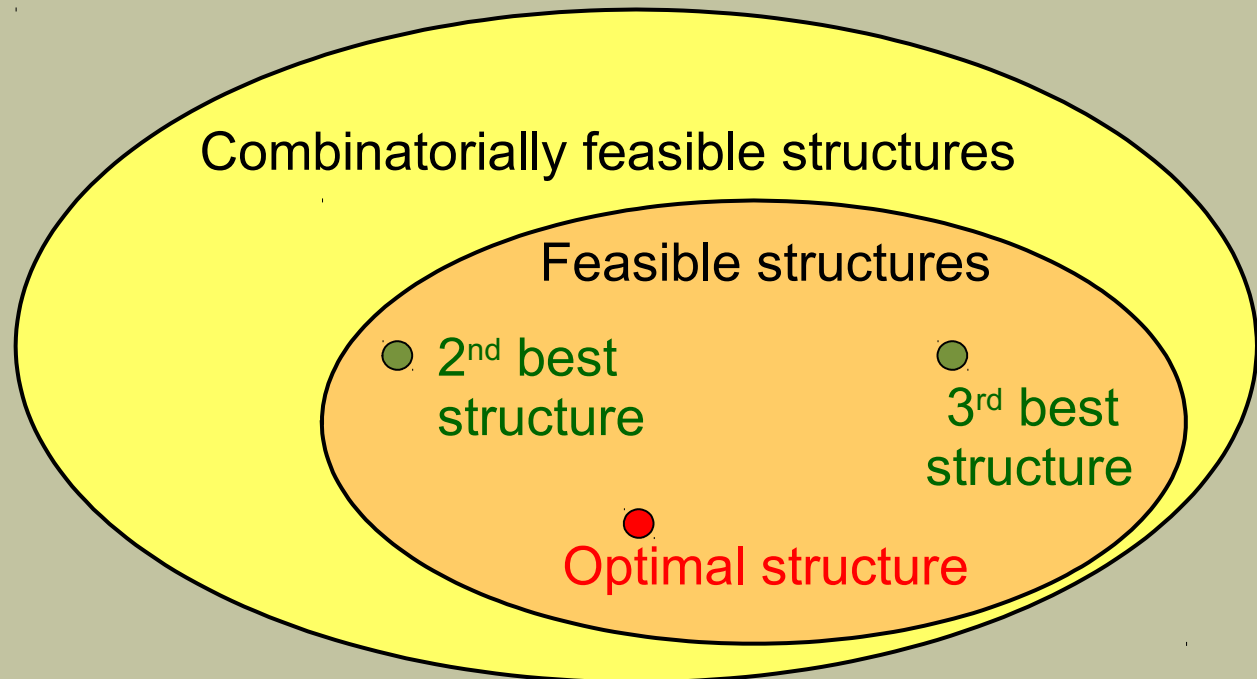 Combinatorially feasible structures
Feasible structures
2nd best
structure
3rd best
structure
Optimal structure